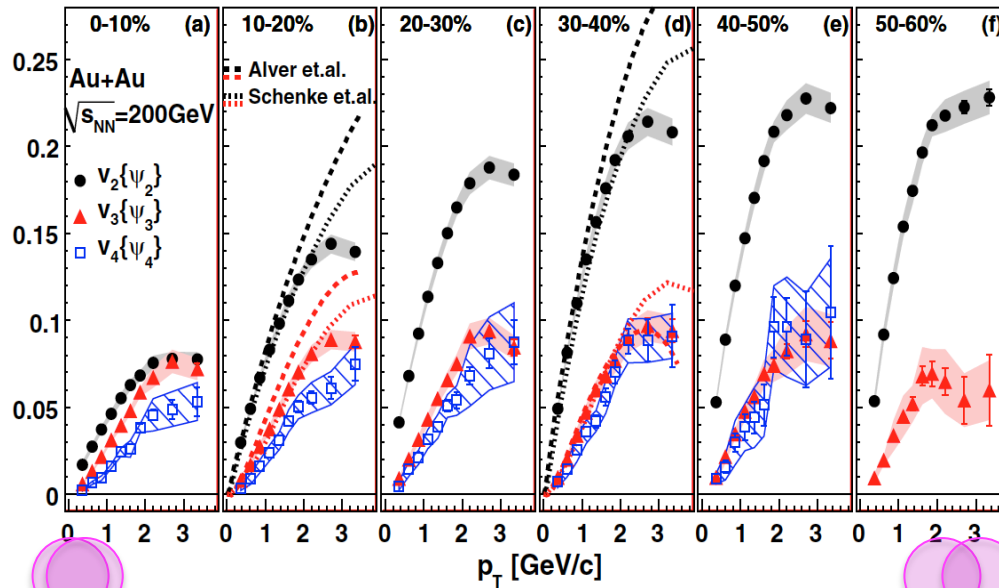 0-10% (a) 10-20% (b) 20-30% (c) 30-40% (d) 40-50% (e) 50-60% (f)
0.25
Au+Au
√s_NN=200GeV
Alver et.al.
Schenke et.al.
0.2
v₂{ψ₂}
v₃{ψ₃}
v₄{ψ₄}
0.15
0.1
0.05
0
0 1 2 3 0 1 2 3 0 1 2 3 0 1 2 3 0 1 2 3 0 1 2 3
p_T [GeV/c]